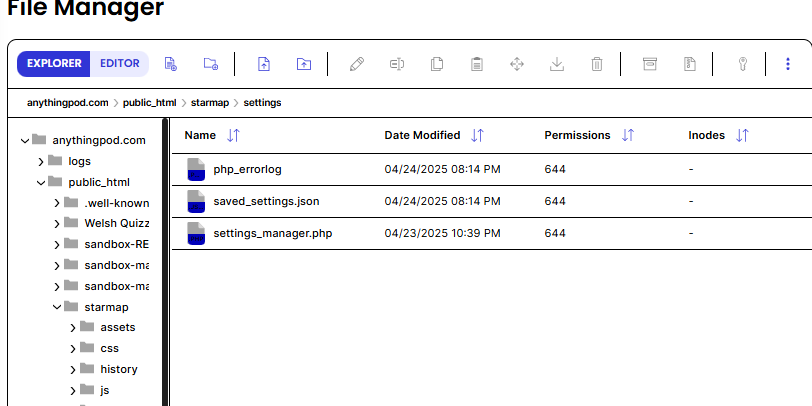 File Manager
EXPLORER EDITOR
anythingpod.com > public_html > starmap > settings
anythingpod.com
logs
public_html
.well-known
Welsh Quizz
sandbox-RE
sandbox-ma
sandbox-ma
sandbox-ma
starmap
assets
css
history
js
Name Date Modified Permissions Inodes
php_errorlog 04/24/2025 08:14 PM 644 -
saved_settings.json 04/24/2025 08:14 PM 644 -
settings_manager.php 04/23/2025 10:39 PM 644 -